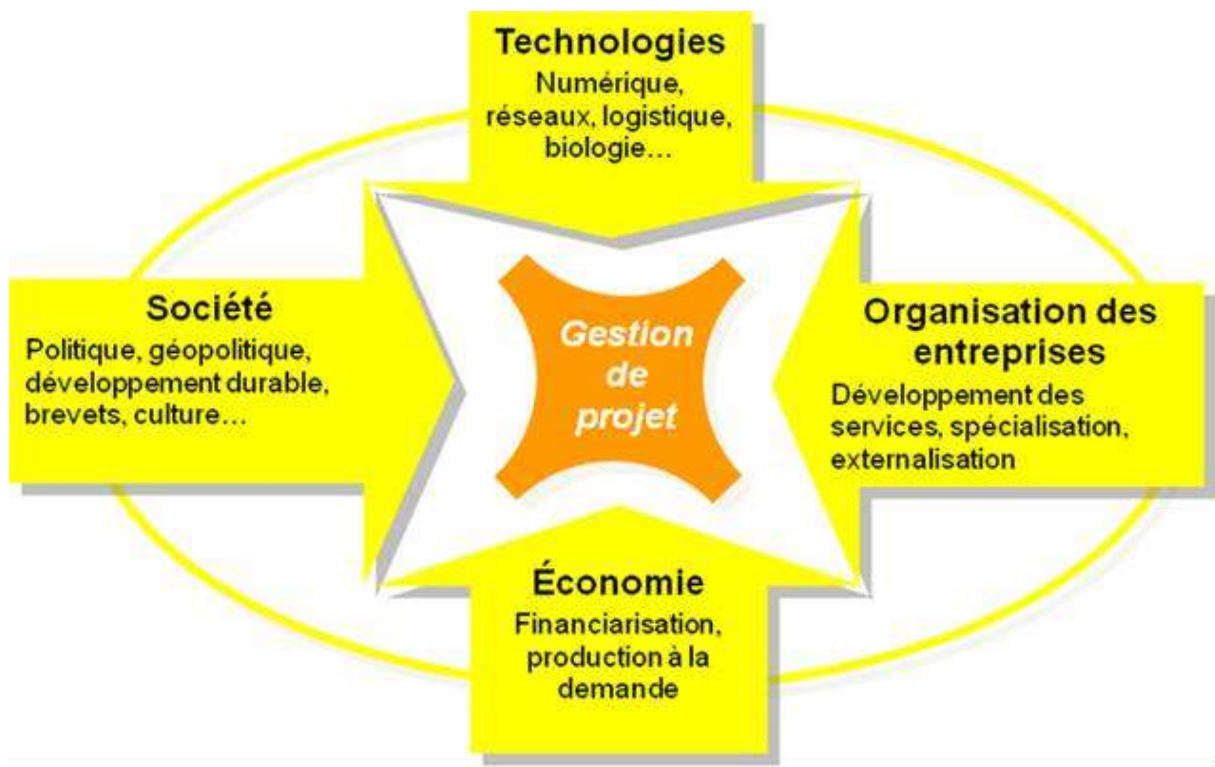 Technologies
Numérique,
réseaux, logistique,
biologie…
Société
Politique, géopolitique,
développement durable,
brevets, culture…
Gestion
de
projet
Organisation des
entreprises
Développement des
services, spécialisation,
externalisation
Économie
Financiarisation,
production à la
demande